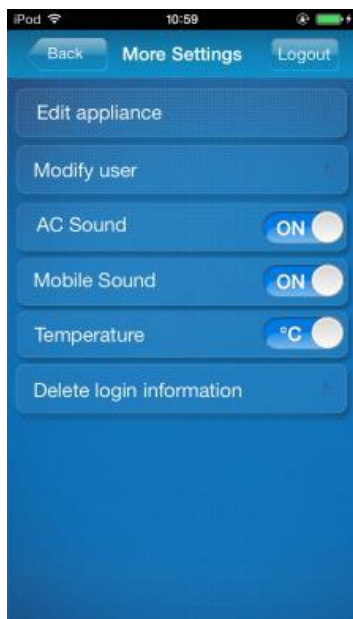 iPod 10:59
Back More Settings Logout
Edit appliance
Modify user
AC Sound ON
Mobile Sound ON
Temperature °C
Delete login information